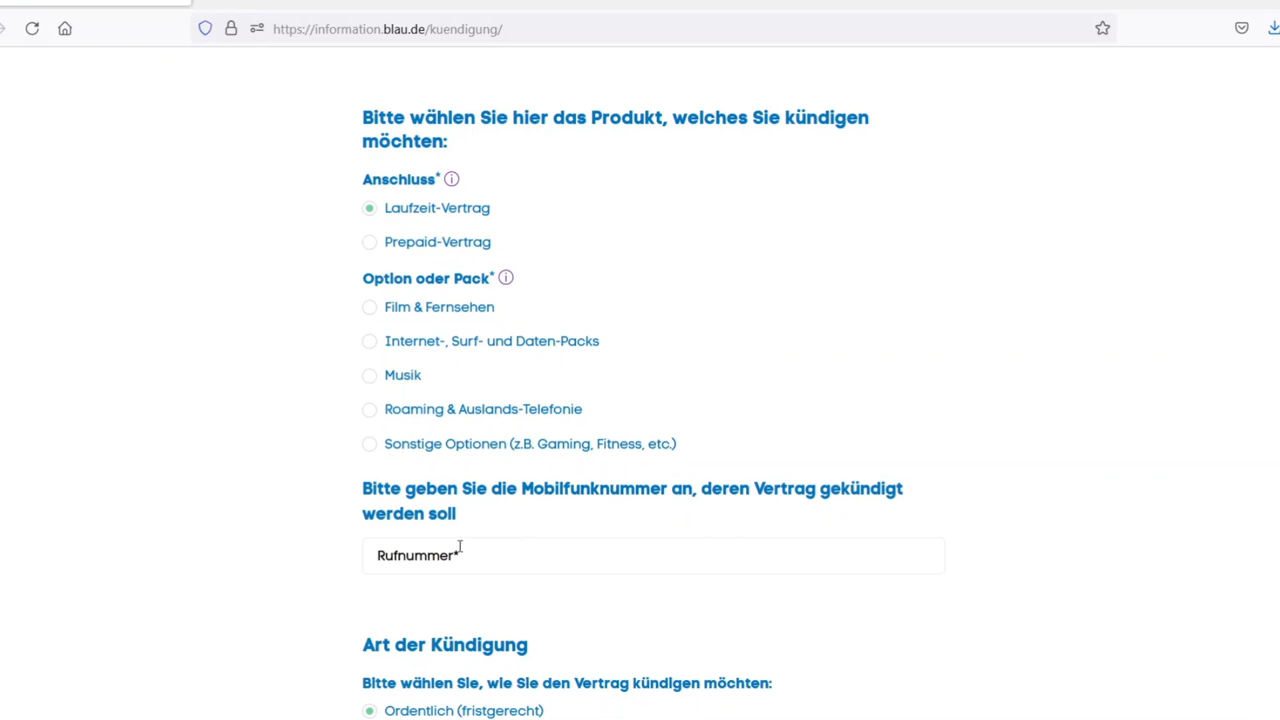 https://information.blau.de/kuendigung/
Bitte wählen Sie hier das Produkt, welches Sie kündigen
möchten:
Anschluss*
Laufzeit-Vertrag
Prepaid-Vertrag
Option oder Pack*
Film & Fernsehen
Internet-, Surf- und Daten-Packs
Musik
Roaming & Auslands-Telefonie
Sonstige Optionen (z.B. Gaming, Fitness, etc.)
Bitte geben Sie die Mobilfunknummer an, deren Vertrag gekündigt
werden soll
Rufnummer*
Art der Kündigung
Bitte wählen Sie, wie Sie den Vertrag kündigen möchten:
Ordentlich (fristgerecht)